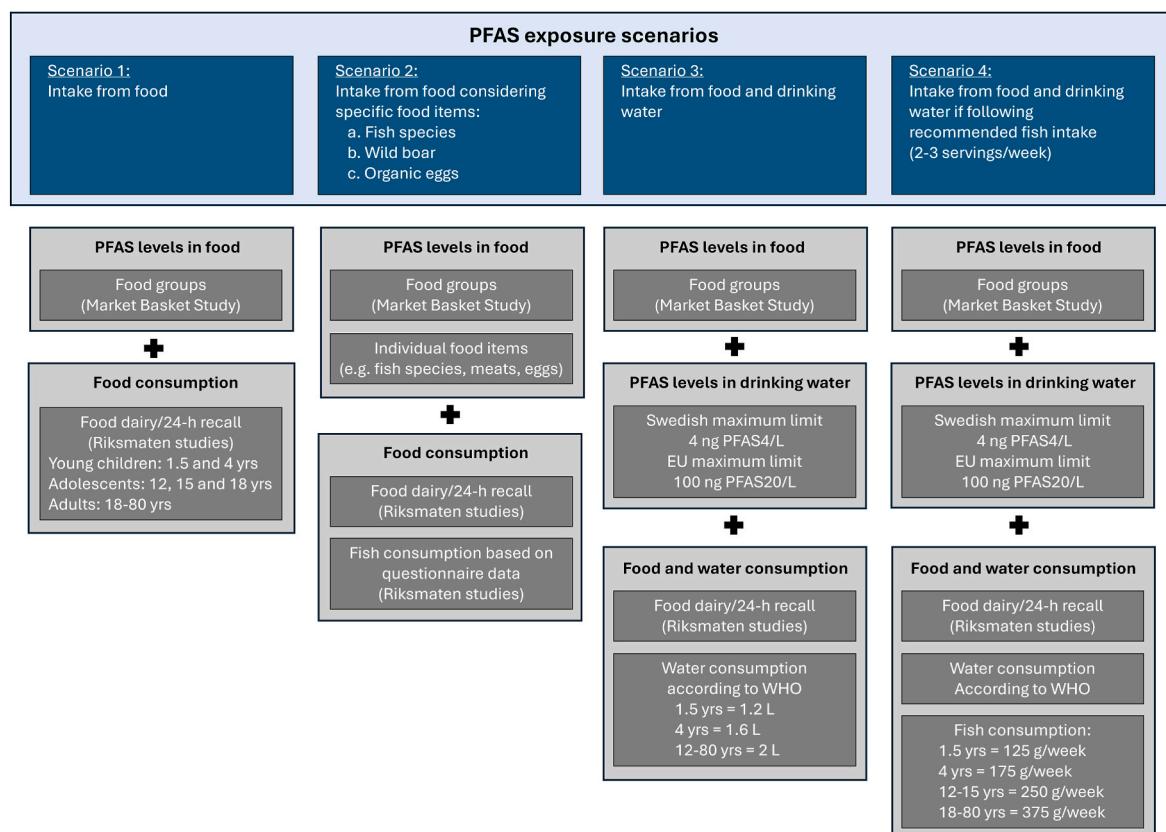 PFAS exposure scenarios
Scenario 1:
Intake from food
Scenario 2:
Intake from food considering
specific food items:
a. Fish species
b. Wild boar
c. Organic eggs
Scenario 3:
Intake from food and drinking
water
Scenario 4:
Intake from food and drinking
water if following
recommended fish intake
(2-3 servings/week)
PFAS levels in food
Food groups
(Market Basket Study)
+
Food consumption
Food dairy/24-h recall
(Riksmaten studies)
Young children: 1.5 and 4 yrs
Adolescents: 12, 15 and 18 yrs
Adults: 18-80 yrs
PFAS levels in food
Food groups
(Market Basket Study)
Individual food items
(e.g. fish species, meats, eggs)
+
Food consumption
Food dairy/24-h recall
(Riksmaten studies)
Fish consumption based on
questionnaire data
(Riksmaten studies)
PFAS levels in food
Food groups
(Market Basket Study)
+
PFAS levels in drinking water
Swedish maximum limit
4 ng PFAS4/L
EU maximum limit
100 ng PFAS20/L
+
Food and water consumption
Food dairy/24-h recall
(Riksmaten studies)
Water consumption
according to WHO
1.5 yrs = 1.2 L
4 yrs = 1.6 L
12-80 yrs = 2 L
PFAS levels in food
Food groups
(Market Basket Study)
+
PFAS levels in drinking water
Swedish maximum limit
4 ng PFAS4/L
EU maximum limit
100 ng PFAS20/L
+
Food and water consumption
Food dairy/24-h recall
(Riksmaten studies)
Water consumption
According to WHO
Fish consumption:
1.5 yrs = 125 g/week
4 yrs = 175 g/week
12-15 yrs = 250 g/week
18-80 yrs = 375 g/week